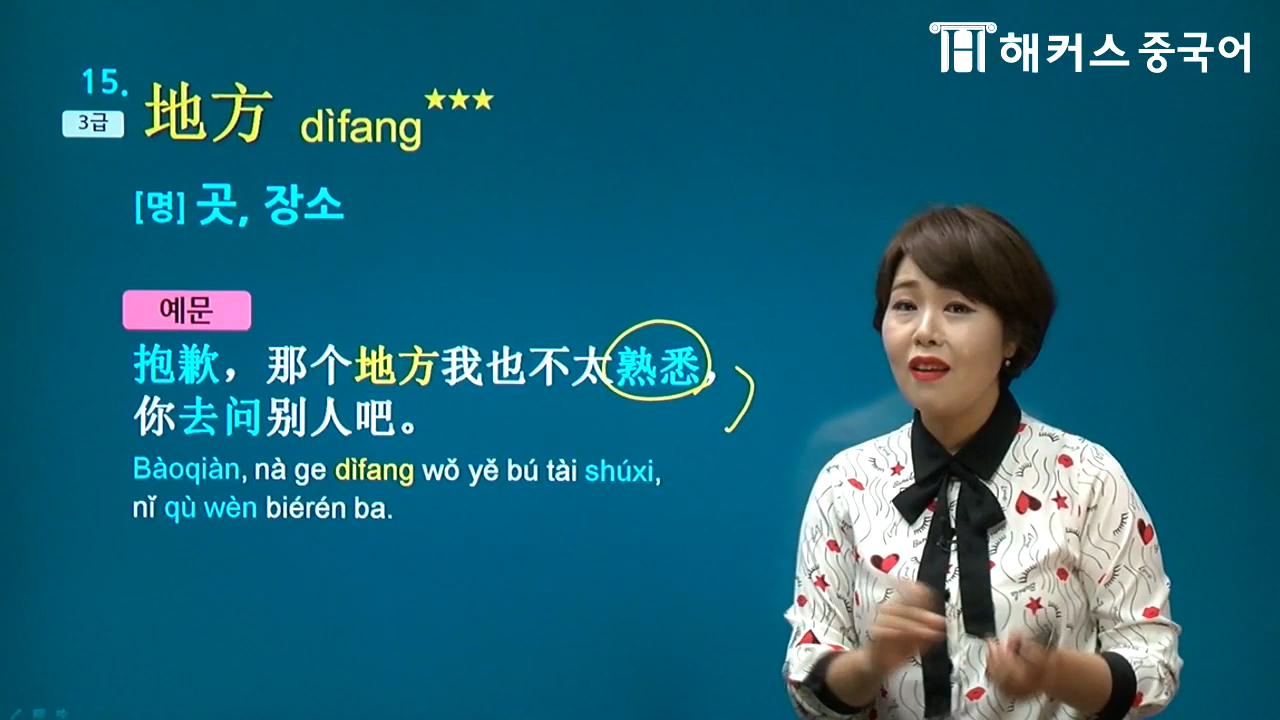 해커스 중국어
15.
3급
地方 dìfang★★★
[명] 곳, 장소
예문
抱歉，那个地方我也不太熟悉，
你去问别人吧。
Bàoqiàn, nà ge dìfang wǒ yě bú tài shúxi,
nǐ qù wèn biérén ba.